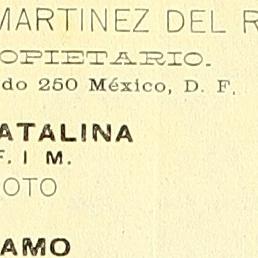 MARTINEZ DEL R
OPIETARIO.
do 250 México, D. F.
ATALINA
F. I M.
OTO
AMO